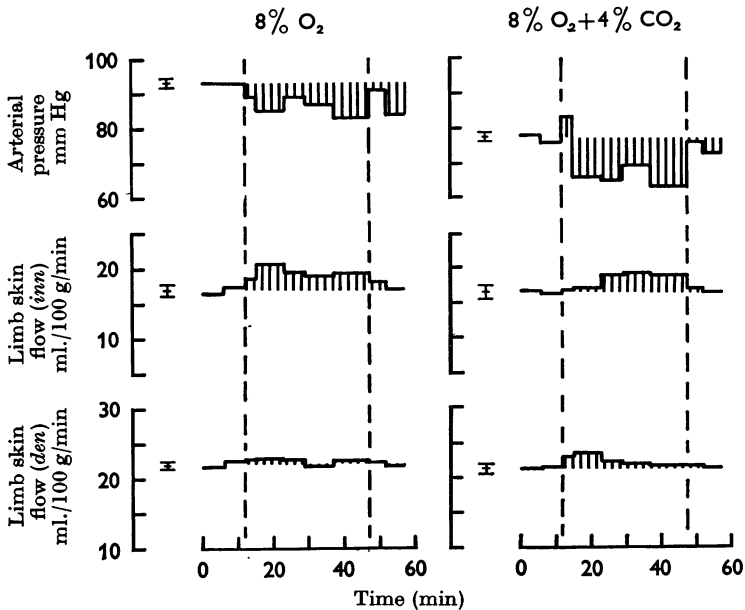 8% O₂
8% O₂+4% CO₂
Arterial
pressure
mm Hg
100
80
60
Limb skin
flow (inn)
ml./100 g/min
20
10
Limb skin
flow (den)
ml./100 g/min
30
20
10
0 20 40 60
0 20 40 60
Time (min)